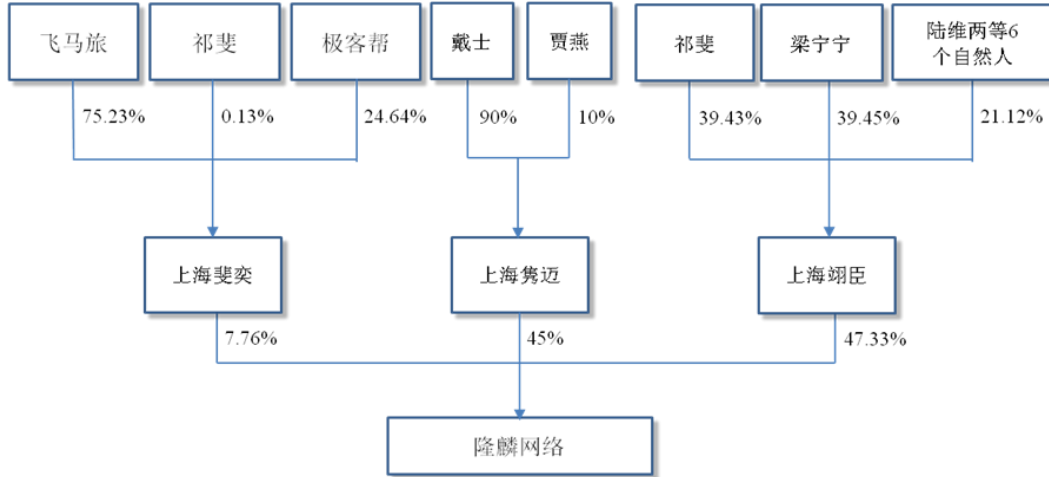 飞马旅
祁斐
极客帮
戴士
贾燕
祁斐
梁宁宁
陆维两等6
个自然人
75.23%
0.13%
24.64%
90%
10%
39.43%
39.45%
21.12%
上海斐奕
上海隽迈
上海翊臣
7.76%
45%
47.33%
隆麟网络